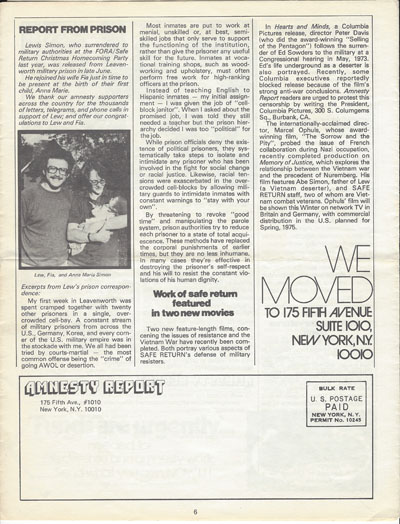 REPORT FROM PRISON
Lewis Simon, who surrendered to
military authorities at the FORA/Safe
Return Christmas Homecoming Party
last year, was released from Leaven-
worth military prison in late June.
He rejoined his wife Fia just in time to
be present at the birth of their first
child, Anna Marie.
We thank our amnesty supporters
across the country for the thousands
of letters, telegrams, and phone calls in
support of Lew; and offer our congrat-
ulations to Lew and Fia.
Lew, Fia, and Anna Maria Simon
Excerpts from Lew's prison correspon-
dence:
My first week in Leavenworth was
spent cramped together with twenty
other prisoners in a single, over-
crowded cell-bay. A constant stream
of military prisoners from across the
U.S., Germany, Korea, and every corn-
er of the U.S. military empire was in
the stockade with me. We all had been
tried by courts-martial — the most
common offense being the "crime" of
going AWOL or desertion.
Most inmates are put to work at
menial, unskilled or, at best, semi-
skilled jobs that only serve to support
the functioning of the institution,
rather than give the prisoner any useful
skill for the future. Inmates at voca-
tional training shops, such as wood-
working and upholstery, must often
perform free work for high-ranking
officers at the prison.
Instead of teaching English to
Hispanic inmates — my initial assign-
ment — I was given the job of "cell-
block janitor". When I asked about the
promised job, I was told they still
needed a teacher but the prison hier-
archy decided I was too "political" for
the job.
While prison officials deny the exis-
tence of political prisoners, they sys-
tematically take steps to isolate and
intimidate any prisoner who has been
involved in the fight for social change
or racial justice. Likewise, racial ten-
sions were exascerbated in the over-
crowded cell-blocks by allowing mili-
tary guards to intimidate inmates with
constant warnings to "stay with your
own".
By threatening to revoke "good
time" and manipulating the parole
system, prison authorities try to reduce
each prisoner to a state of total acqui-
escence. These methods have replaced
the corporal punishments of earlier
times, but they are no less inhumane.
In many cases they're effective in
destroying the prisoner's self-respect
and his will to resist the constant vio-
lations of his human dignity.
Work of safe return
featured
in two new movies
Two new feature-length films, con-
cerning the issues of resistance and the
Vietnam War have recently been com-
pleted. Both portray various aspects of
SAFE RETURN's defense of military
resisters.
In Hearts and Minds, a Columbia
Pictures release, director Peter Davis
(who did the award-winning "Selling
of the Pentagon") follows the surren-
der of Ed Sowders to the military at a
Congressional hearing in May, 1973.
Ed's life underground as a deserter is
also portrayed. Recently, some
Columbia executives reportedly
blocked release because of the film's
strong anti-war conclusions. Amnesty
Report readers are urged to protest this
censorship by writing the President,
Columbia Pictures, 300 S. Columgems
Sq., Burbank, CA.
The internationally-acclaimed direc-
tor, Marcel Ophuls, whose award-
winning film, "The Sorrow and the
Pity", probed the issue of French
collaboration during Nazi occupation,
recently completed production on
Memory of Justice, which explores the
relationship between the Vietnam war
and the precedent of Nuremberg. His
film features Abe Simon, father of Lew
(a Vietnam deserter), and SAFE
RETURN staff, two of whom are Viet-
nam combat veterans. Ophuls' film will
be shown this Winter on network TV in
Britain and Germany, with commercial
distribution in the U.S. planned for
Spring, 1975.
WE
MOVED
TO 175 FIFTH AVENUE
SUITE 1010,
NEW YORK, N.Y.
10010
AMNESTY REPORT
175 Fifth Ave., #1010
New York, N.Y. 10010
BULK RATE
U. S. POSTAGE
PAID
NEW YORK, N. Y.
PERMIT No. 10245
6